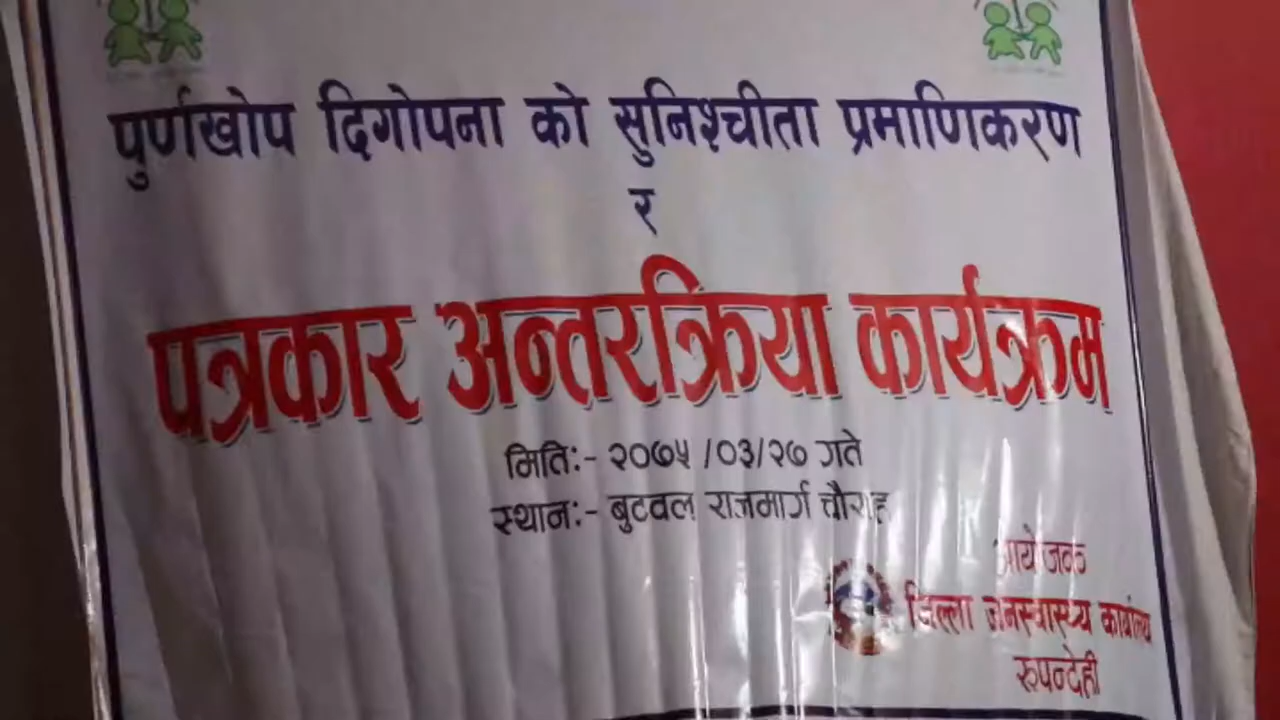 पुर्णखोप दिगोपना को सुनिश्चीता प्रमाणिकरण
र
पत्रकार अन्तरक्रिया कार्यक्रम
मिति:- २०७५ /०३/२७ गते
स्थान:- बुटवल राजमार्ग चौराह
आयोजक
जिल्ला जनस्वास्थ्य कार्यालय
रुपन्देही